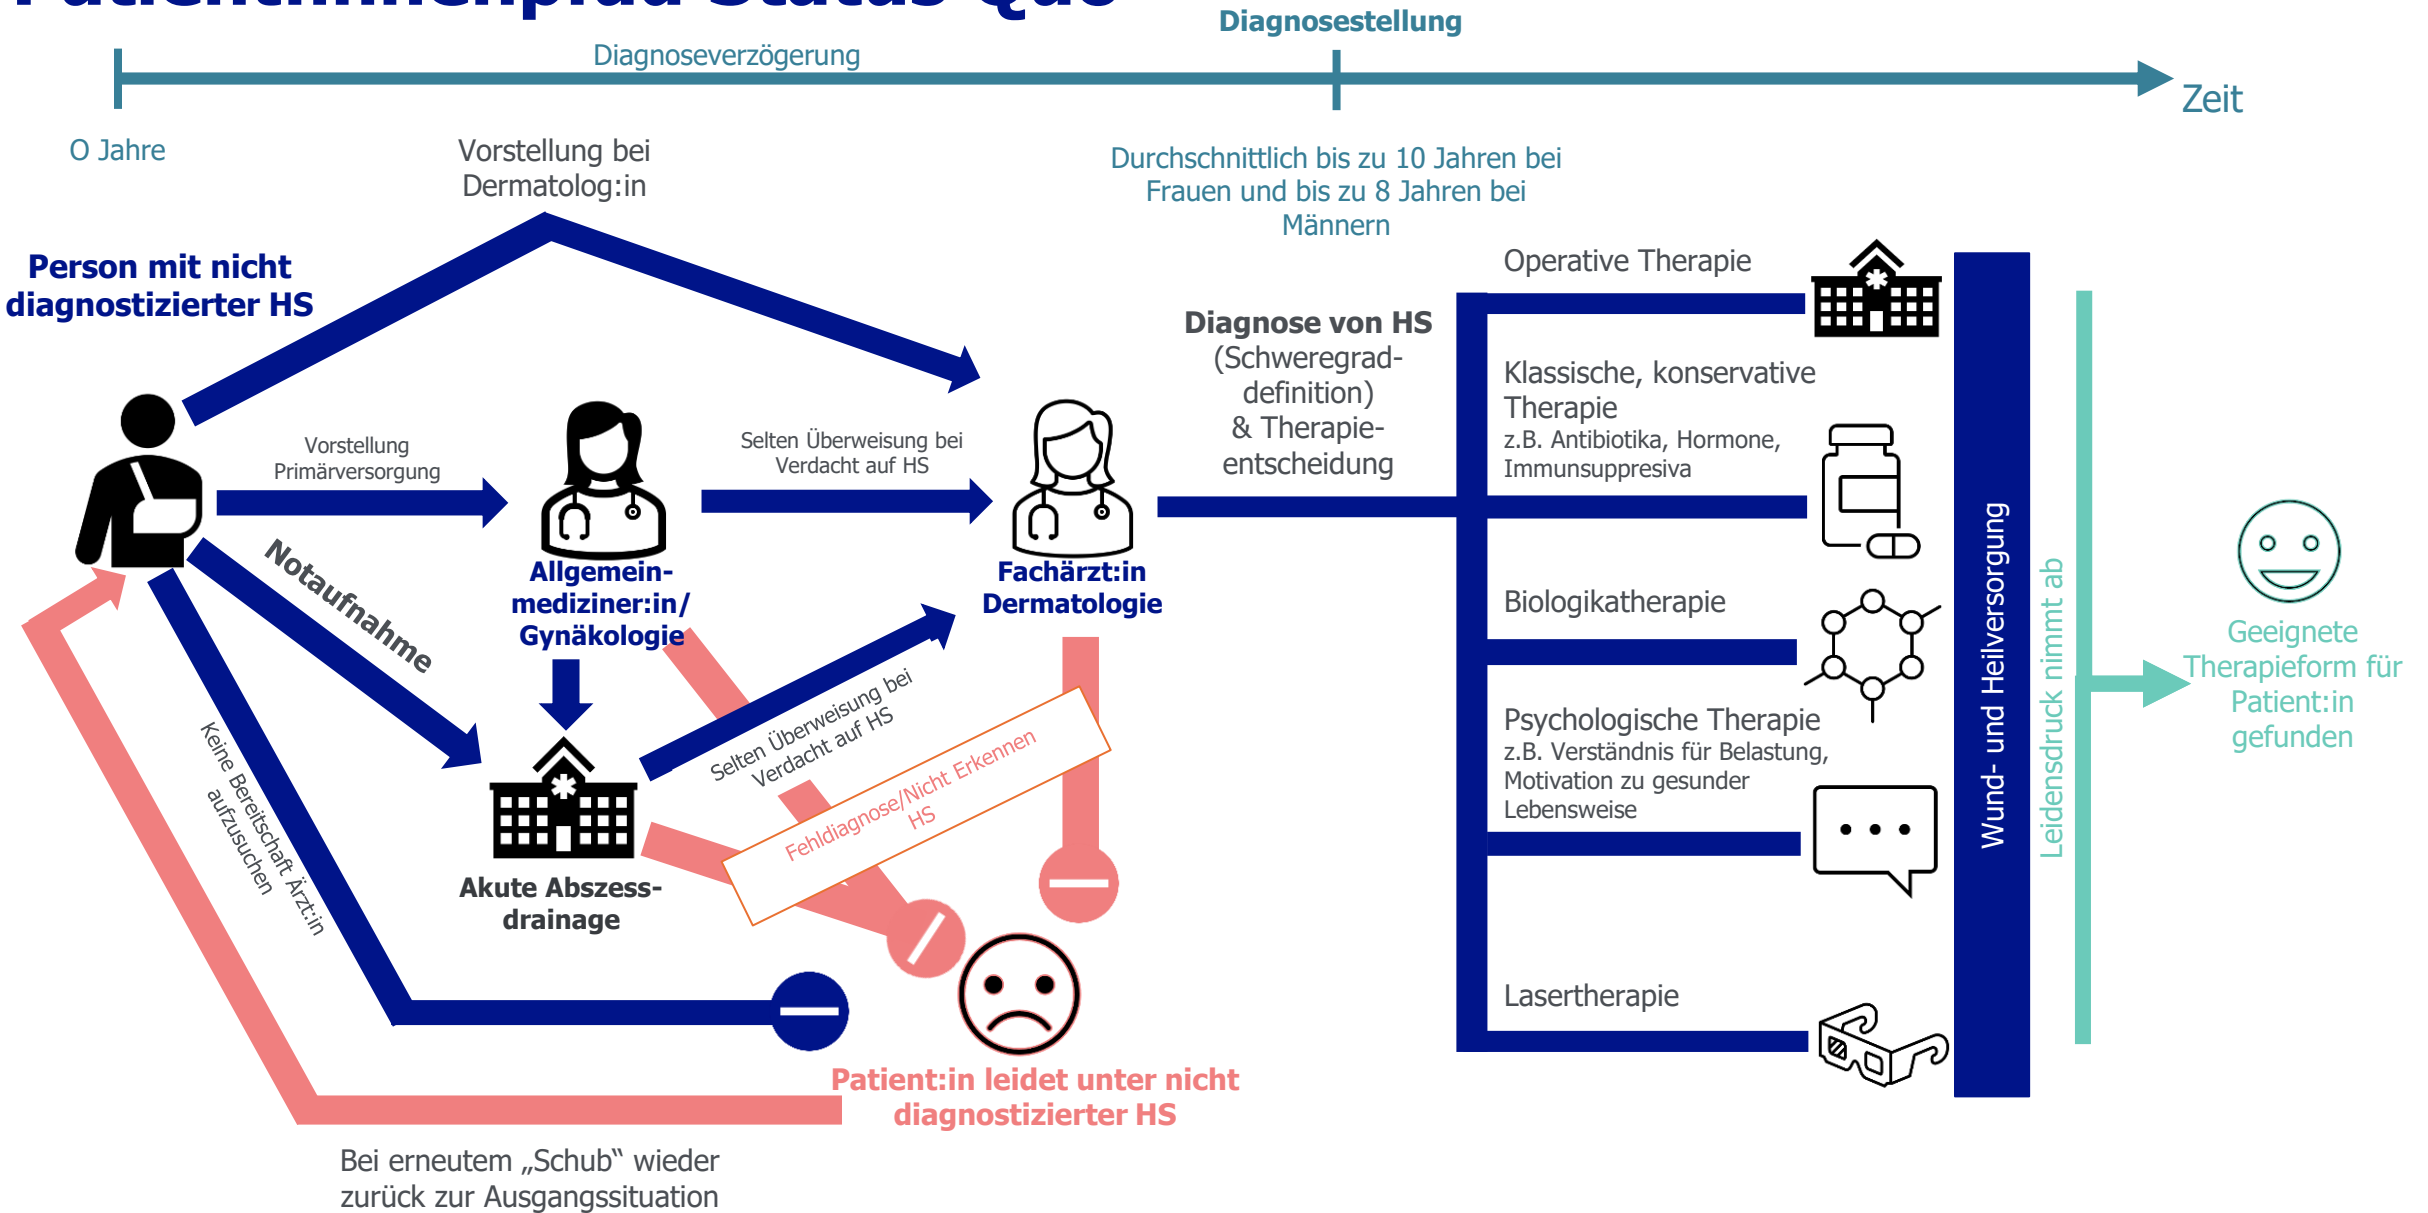 Patient:innenpfad Status Quo
Diagnosestellung
Diagnoseverzögerung
Zeit
O Jahre
Durchschnittlich bis zu 10 Jahren bei
Frauen und bis zu 8 Jahren bei
Männern
Vorstellung bei
Dermatolog:in
Person mit nicht
diagnostizierter HS
Vorstellung
Primärversorgung
Selten Überweisung bei
Verdacht auf HS
Notaufnahme
Allgemein-
mediziner:in/
Gynäkologie
Fachärzt:in
Dermatologie
Keine Bereitschaft Ärzt:in
aufzusuchen
Selten Überweisung bei
Verdacht auf HS
Fehldiagnose/Nicht Erkennen
HS
Akute Abszess-
drainage
Patient:in leidet unter nicht
diagnostizierter HS
Bei erneutem „Schub“ wieder
zurück zur Ausgangssituation
Diagnose von HS
(Schweregrad-
definition)
& Therapie-
entscheidung
Operative Therapie
Klassische, konservative
Therapie
z.B. Antibiotika, Hormone,
Immunsuppresiva
Biologikatherapie
Psychologische Therapie
z.B. Verständnis für Belastung,
Motivation zu gesunder
Lebensweise
Lasertherapie
Wund- und Heilversorgung
Leidensdruck nimmt ab
Geeignete
Therapieform für
Patient:in
gefunden